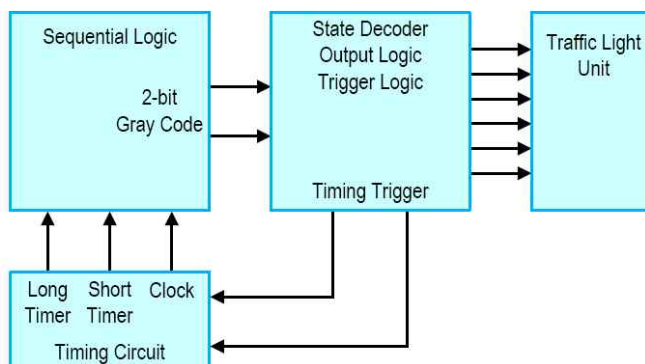 Sequential Logic
2-bit
Gray Code
State Decoder
Output Logic
Trigger Logic
Timing Trigger
Traffic Light
Unit
Long
Timer
Short
Timer
Clock
Timing Circuit